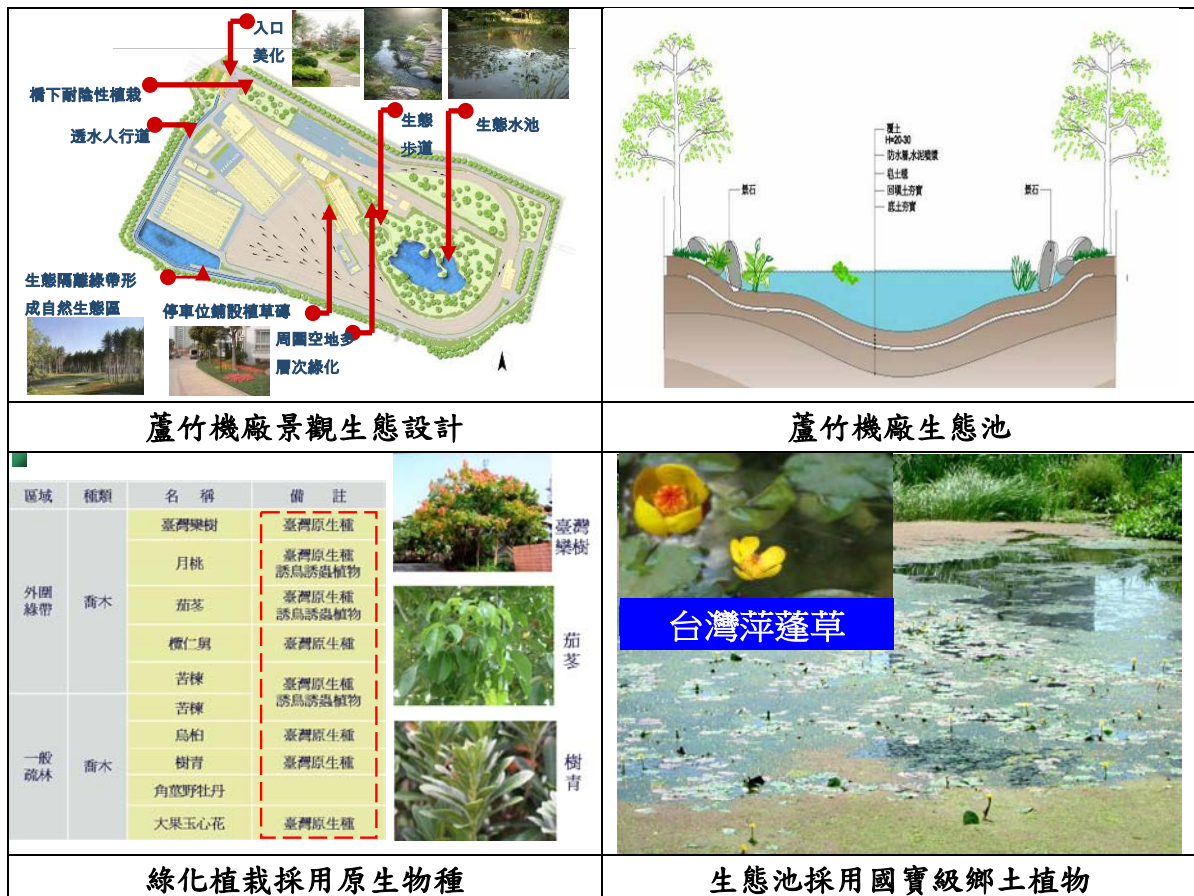 入口
美化
橋下耐陰性植栽
透水人行道
生態
步道
生態水池
生態隔離綠帶形
成自然生態區
停車位鋪設植草磚
周圍空地多
層次綠化
蘆竹機廠景觀生態設計
覆土
H=20-30
防水層,水泥噴漿
皂土毯
回填土夯實
底土夯實
景石
景石
蘆竹機廠生態池
區域 種類 名 稱 備 註
外圍
綠帶
喬木
臺灣欒樹 臺灣原生種
月桃 臺灣原生種
誘鳥誘蟲植物
茄苳 臺灣原生種
誘鳥誘蟲植物
欖仁舅 臺灣原生種
苦楝 臺灣原生種
誘鳥誘蟲植物
一般
疏林
喬木
苦楝
烏桕 臺灣原生種
樹青 臺灣原生種
角莖野牡丹
大果玉心花 臺灣原生種
臺灣
欒樹
茄
苳
樹
青
綠化植栽採用原生物種
台灣萍蓬草
生態池採用國寶級鄉土植物